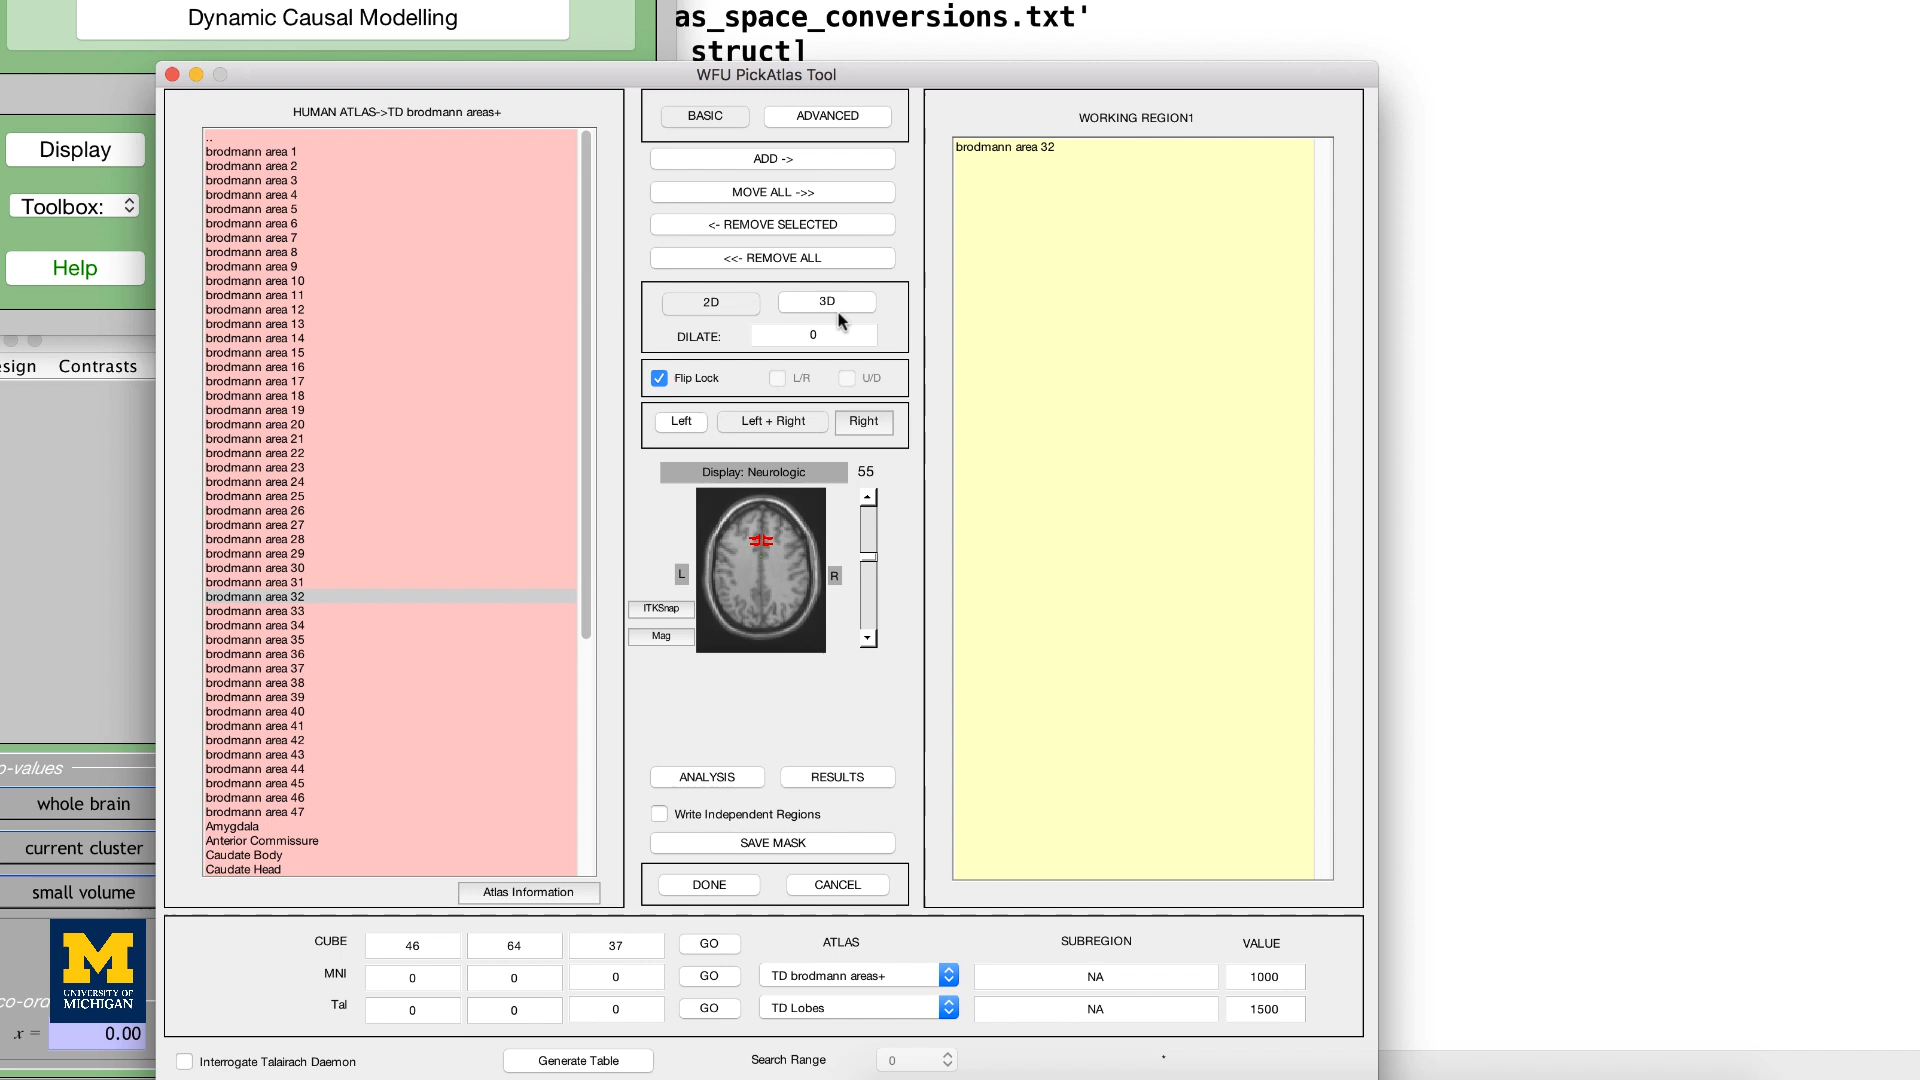 Dynamic Causal Modelling
as_space_conversions.txt'
struct]
WFU PickAtlas Tool
Display
Toolbox:
Help
esign Contrasts
p-values
whole brain
current cluster
small volume
co-ord
x = 0.00
UNIVERSITY OF
MICHIGAN
HUMAN ATLAS->TD brodmann areas+
..
brodmann area 1
brodmann area 2
brodmann area 3
brodmann area 4
brodmann area 5
brodmann area 6
brodmann area 7
brodmann area 8
brodmann area 9
brodmann area 10
brodmann area 11
brodmann area 12
brodmann area 13
brodmann area 14
brodmann area 15
brodmann area 16
brodmann area 17
brodmann area 18
brodmann area 19
brodmann area 20
brodmann area 21
brodmann area 22
brodmann area 23
brodmann area 24
brodmann area 25
brodmann area 26
brodmann area 27
brodmann area 28
brodmann area 29
brodmann area 30
brodmann area 31
brodmann area 32
brodmann area 33
brodmann area 34
brodmann area 35
brodmann area 36
brodmann area 37
brodmann area 38
brodmann area 39
brodmann area 40
brodmann area 41
brodmann area 42
brodmann area 43
brodmann area 44
brodmann area 45
brodmann area 46
brodmann area 47
Amygdala
Anterior Commissure
Caudate Body
Caudate Head
Atlas Information
BASIC ADVANCED
ADD ->
MOVE ALL ->>
<- REMOVE SELECTED
<<- REMOVE ALL
2D 3D
DILATE: 0
Flip Lock L/R U/D
Left Left + Right Right
Display: Neurologic 55
L R
ITKSnap
Mag
ANALYSIS RESULTS
Write Independent Regions
SAVE MASK
DONE CANCEL
WORKING REGION1
brodmann area 32
CUBE 46 64 37 GO ATLAS SUBREGION VALUE
MNI 0 0 0 GO TD brodmann areas+ NA 1000
Tal 0 0 0 GO TD Lobes NA 1500
Interrogate Talairach Daemon Generate Table Search Range 0 *